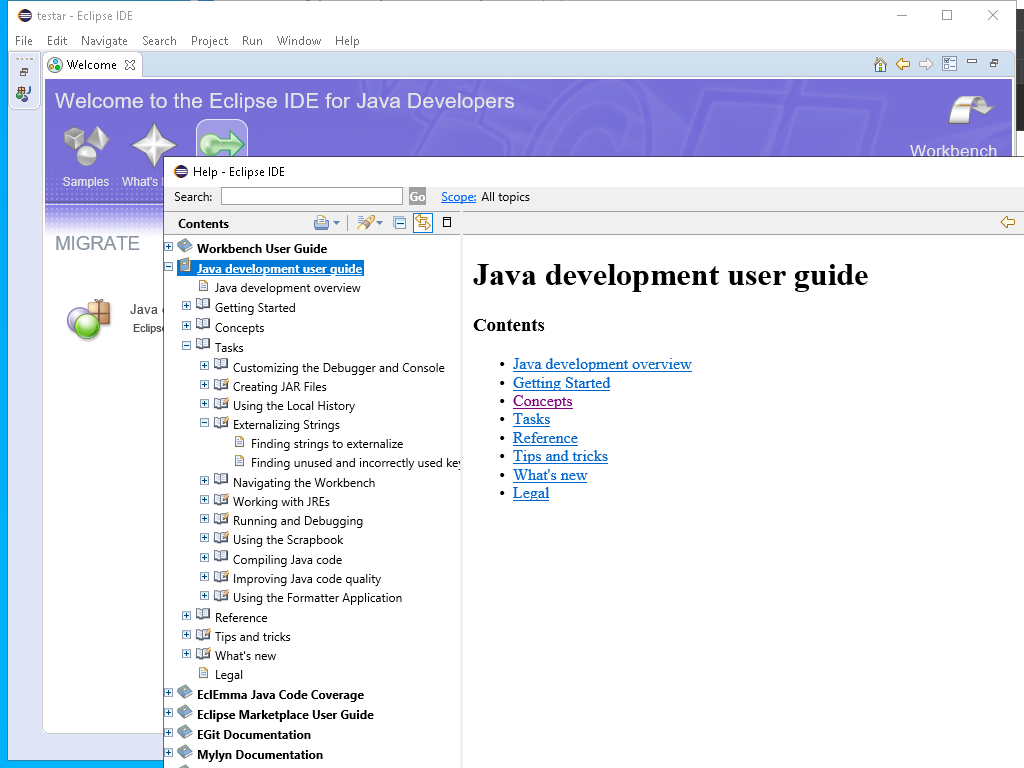 testar - Eclipse IDE
File Edit Navigate Search Project Run Window Help
Welcome
Welcome to the Eclipse IDE for Java Developers
Samples What's
Workbench
MIGRATE
Java
Eclipse
Help - Eclipse IDE
Search: Go Scope: All topics
Contents
Workbench User Guide
Java development user guide
Java development overview
Getting Started
Concepts
Tasks
Customizing the Debugger and Console
Creating JAR Files
Using the Local History
Externalizing Strings
Finding strings to externalize
Finding unused and incorrectly used key
Navigating the Workbench
Working with JREs
Running and Debugging
Using the Scrapbook
Compiling Java code
Improving Java code quality
Using the Formatter Application
Reference
Tips and tricks
What's new
Legal
EclEmma Java Code Coverage
Eclipse Marketplace User Guide
EGit Documentation
Mylyn Documentation
Java development user guide
Contents
• Java development overview
• Getting Started
• Concepts
• Tasks
• Reference
• Tips and tricks
• What's new
• Legal